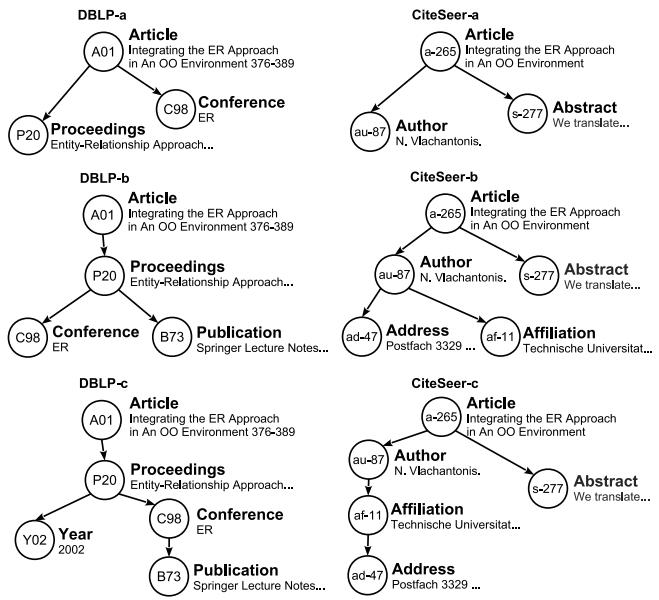 DBLP-a
A01
Article
Integrating the ER Approach
in An OO Environment 376-389
C98
Conference
ER
P20
Proceedings
Entity-Relationship Approach...
CiteSeer-a
a-265
Article
Integrating the ER Approach
in An OO Environment
au-87
Author
N. Vlachantonis.
s-277
Abstract
We translate...
DBLP-b
A01
Article
Integrating the ER Approach
in An OO Environment 376-389
P20
Proceedings
Entity-Relationship Approach...
C98
Conference
ER
B73
Publication
Springer Lecture Notes...
CiteSeer-b
a-265
Article
Integrating the ER Approach
in An OO Environment
au-87
Author
N. Vlachantonis.
s-277
Abstract
We translate...
ad-47
Address
Postfach 3329 ...
af-11
Affiliation
Technische Universitat...
DBLP-c
A01
Article
Integrating the ER Approach
in An OO Environment 376-389
P20
Proceedings
Entity-Relationship Approach...
Y02
Year
2002
C98
Conference
ER
B73
Publication
Springer Lecture Notes...
CiteSeer-c
a-265
Article
Integrating the ER Approach
in An OO Environment
au-87
Author
N. Vlachantonis.
s-277
Abstract
We translate...
af-11
Affiliation
Technische Universitat...
ad-47
Address
Postfach 3329 ...